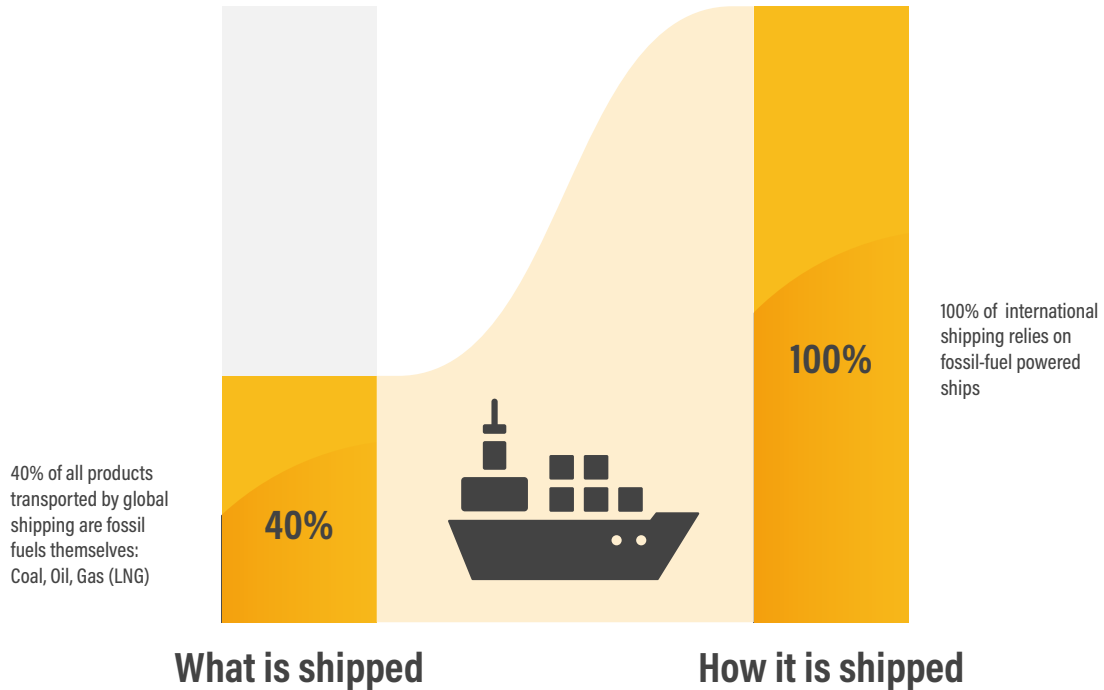 40% of all products
transported by global
shipping are fossil
fuels themselves:
Coal, Oil, Gas (LNG)
40%
100%
100% of international
shipping relies on
fossil-fuel powered
ships
What is shipped
How it is shipped